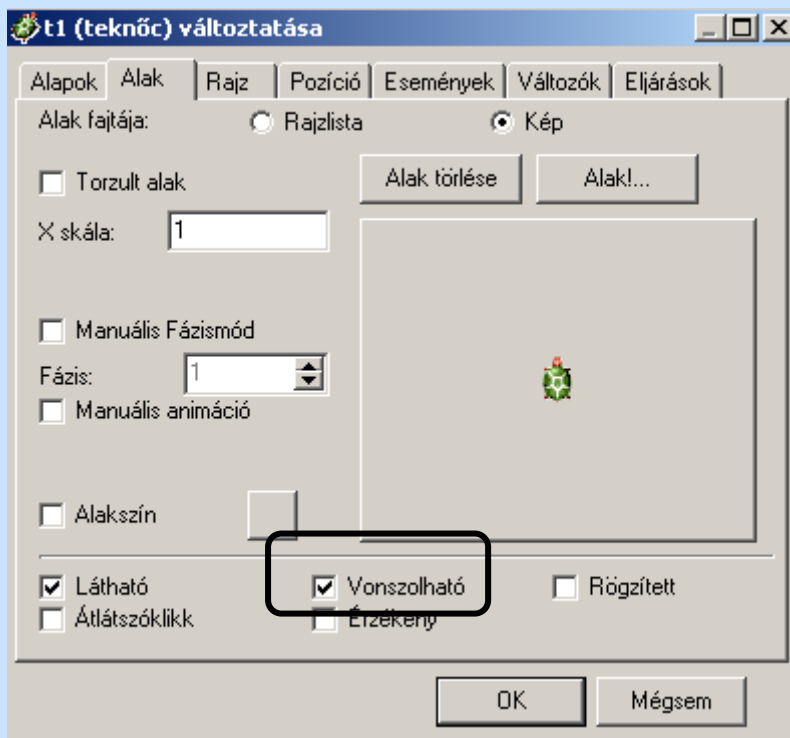 t1 (teknőc) változtatása
Alapok Alak Rajz Pozíció Események Változók Eljárások
Alak fajtája: Rajzlista Kép
Torzult alak Alak törlése Alak!...
X skála: 1
Manuális Fázismód
Fázis: 1
Manuális animáció
Alakszín
Látható Vonszolható Rögzített
Átlátszóklikk Érzékeny
OK Mégsem